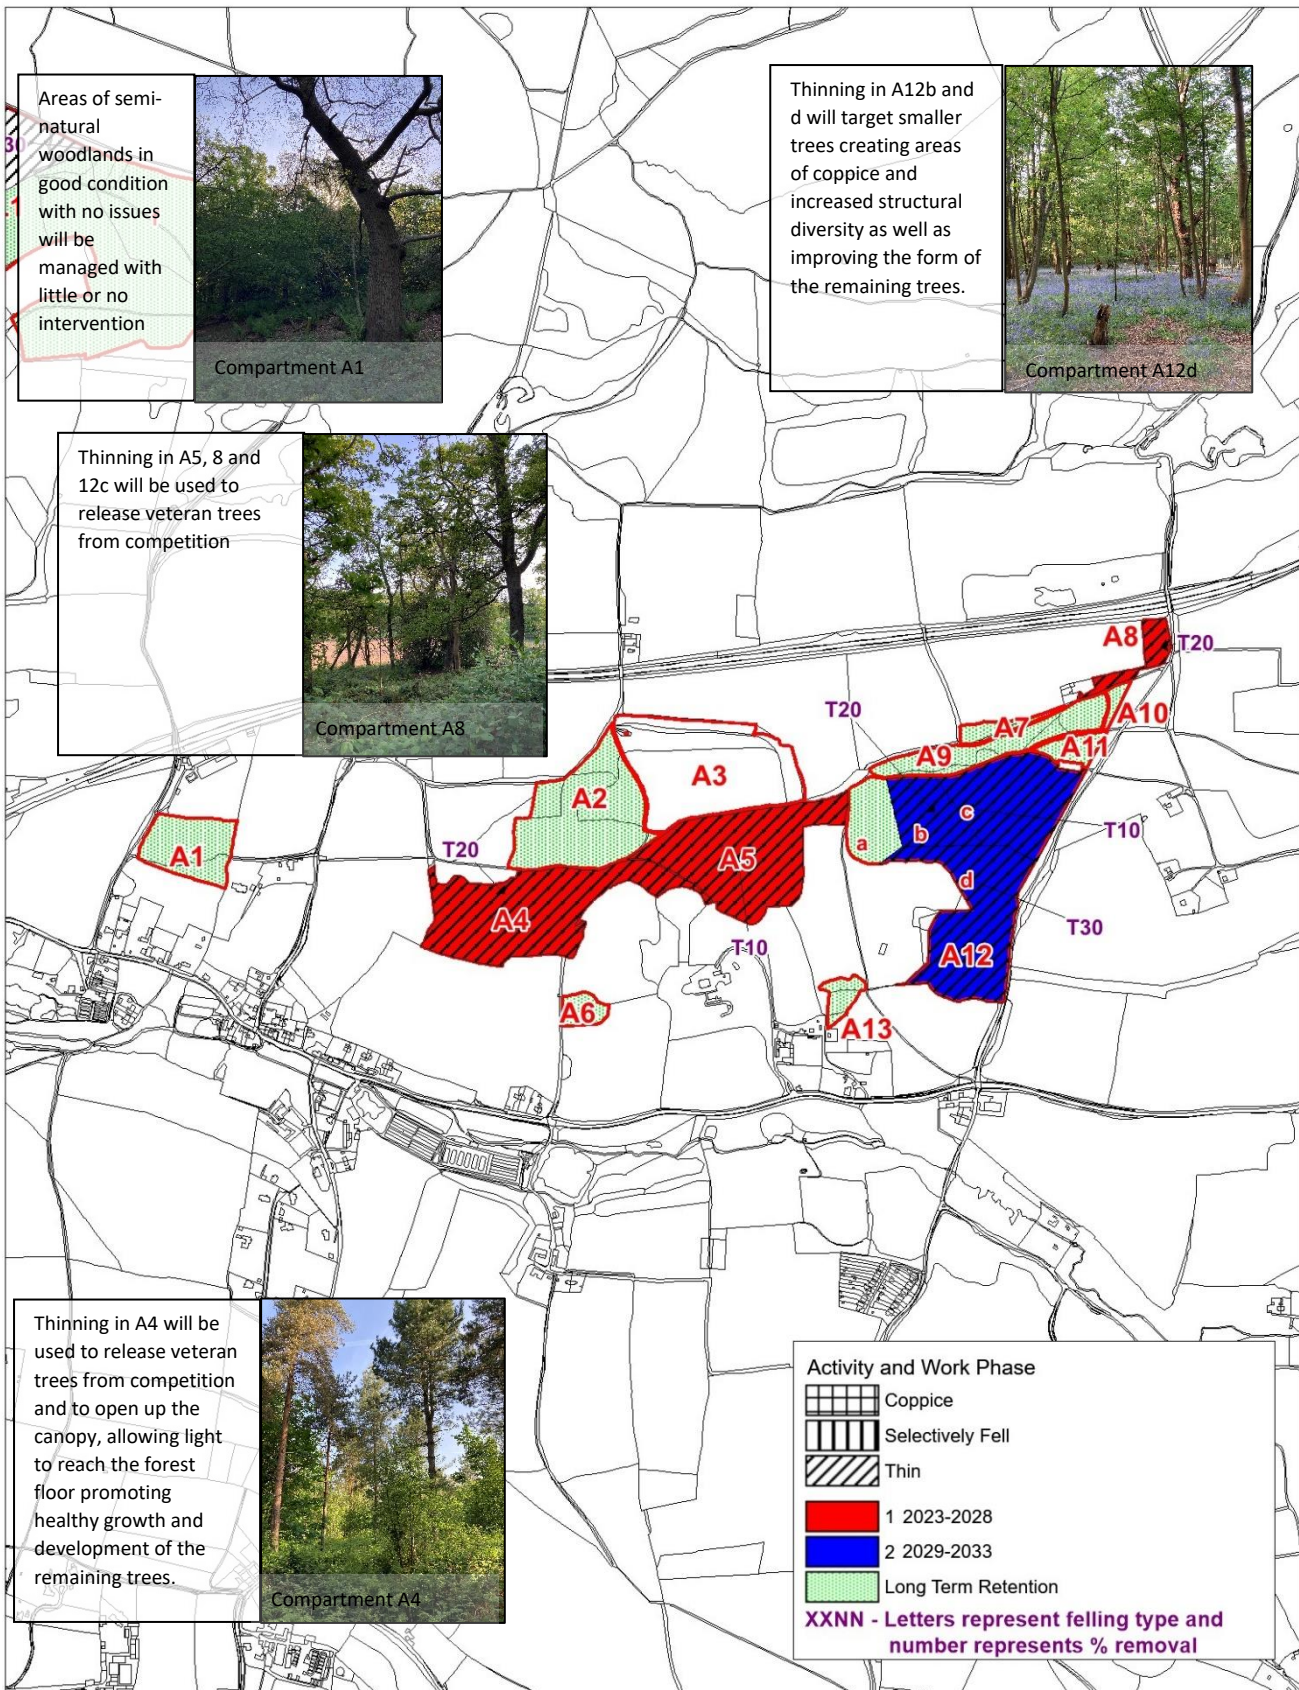 Areas of semi-
natural
woodlands in
good condition
with no issues
will be
managed with
little or no
intervention
Compartment A1
Thinning in A12b and
d will target smaller
trees creating areas
of coppice and
increased structural
diversity as well as
improving the form of
the remaining trees.
Compartment A12d
Thinning in A5, 8 and
12c will be used to
release veteran trees
from competition
Compartment A8
A8
T20
T20
A10
A7
A11
A9
A3
A2
c
T10
b
a
A1
T20
A5
d
A4
T30
T10
A12
A6
A13
Thinning in A4 will be
used to release veteran
trees from competition
and to open up the
canopy, allowing light
to reach the forest
floor promoting
healthy growth and
development of the
remaining trees.
Compartment A4
Activity and Work Phase
Coppice
Selectively Fell
Thin
1 2023-2028
2 2029-2033
Long Term Retention
XXNN - Letters represent felling type and
number represents % removal